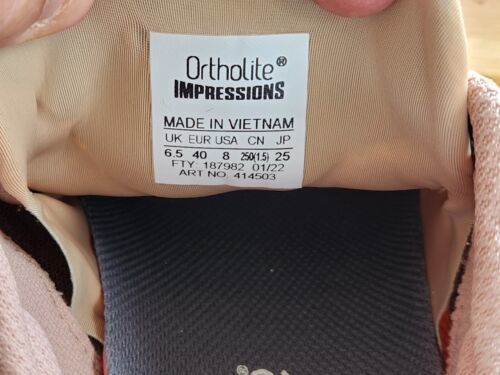 Ortholite®
IMPRESSIONS
MADE IN VIETNAM
UK EUR USA CN JP
6.5 40 8 250(1.5) 25
FTY: 187982 01/22
ART NO: 414503